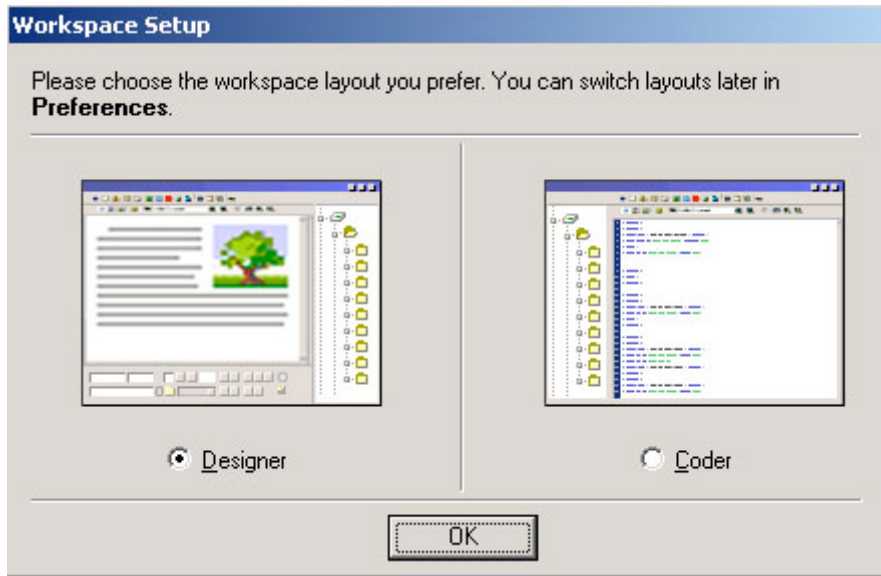 Workspace Setup
Please choose the workspace layout you prefer. You can switch layouts later in
Preferences.
Designer
Coder
OK